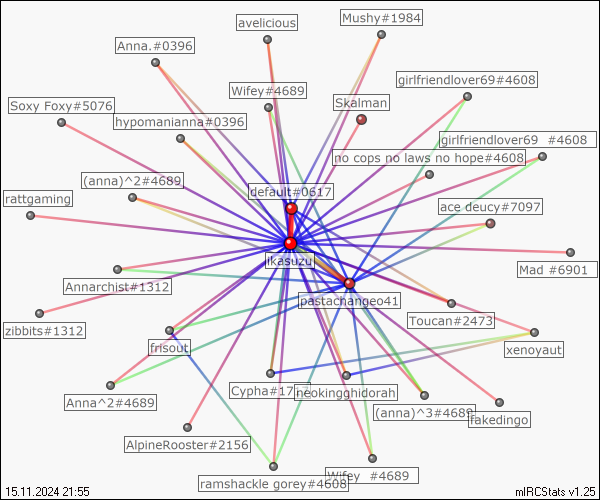 Mushy#1984
avelicious
Anna.#0396
girlfriendlover69#4608
Wifey#4689
Skalman
Soxy Foxy#5076
hypomanianna#0396
girlfriendlover69 #4608
no cops no laws no hope#4608
(anna)^2#4689
default#0617
rattgaming
ace deucy#7097
ikasuzu
Mad #6901
Annarchist#1312
pastachangeo41
Toucan#2473
zibbits#1312
frisout
xenoyaut
Cypha#1
neokingghidorah
Anna^2#4689
(anna)^3#4689
fakedingo
AlpineRooster#2156
Wifey #4689
ramshackle gorey#4608
15.11.2024 21:55
mIRCStats v1.25